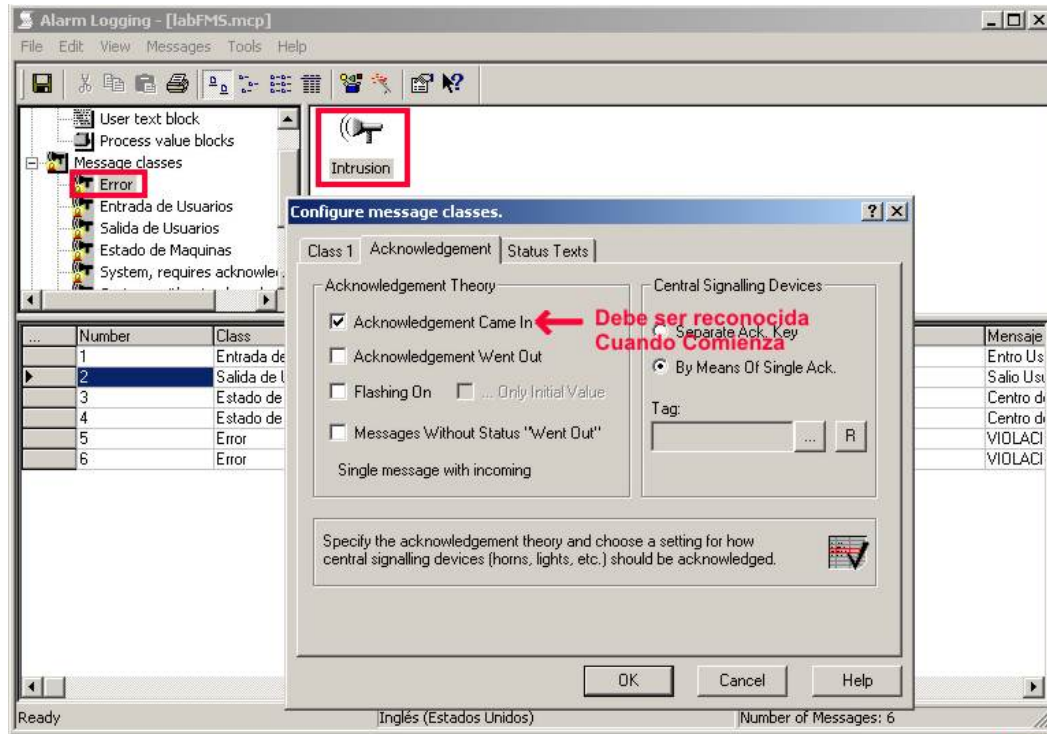 Alarm Logging - [labFMS.mcp]
File Edit View Messages Tools Help
User text block
Process value blocks
Message classes
Error
Entrada de Usuarios
Salida de Usuarios
Estado de Maquinas
System, requires acknowle
Intrusion
Configure message classes.
Class 1 Acknowledgement Status Texts
Acknowledgement Theory
Acknowledgement Came In
Acknowledgement Went Out
Flashing On ... Only Initial Value
Messages Without Status "Went Out"
Single message with incoming
Central Signalling Devices
Separate Ack. Key
By Means Of Single Ack.
Tag:
... R
Debe ser reconocida
Cuando Comienza
Specify the acknowledgement theory and choose a setting for how
central signalling devices (horns, lights, etc.) should be acknowledged.
OK Cancel Help
... Number Class Mensaje
1 Entrada de Entro Us
2 Salida de U Salio Usu
3 Estado de Centro de
4 Estado de Centro de
5 Error VIOLACI
6 Error VIOLACI
Ready Inglés (Estados Unidos) Number of Messages: 6